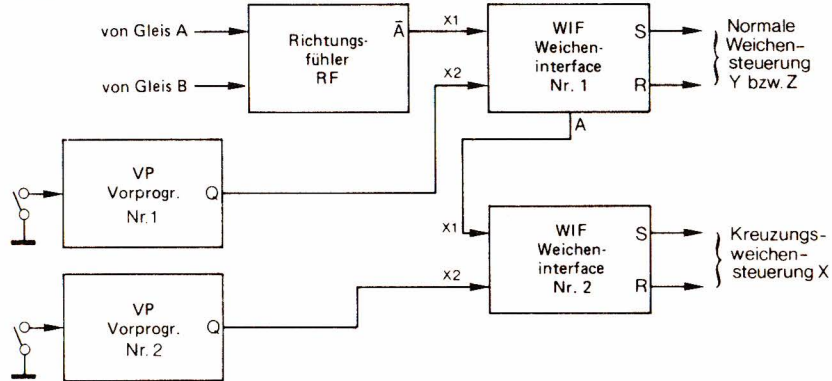 von Gleis A
von Gleis B
Richtungs-
fühler
RF
Ā
X1
X2
WIF
Weichen-
interface
Nr. 1
S
R
A
Normale
Weichen-
steuerung
Y bzw. Z
VP
Vorprogr.
Nr.1
Q
X1
X2
WIF
Weichen-
interface
Nr. 2
S
R
Kreuzungs-
weichen-
steuerung X
VP
Vorprogr.
Nr. 2
Q